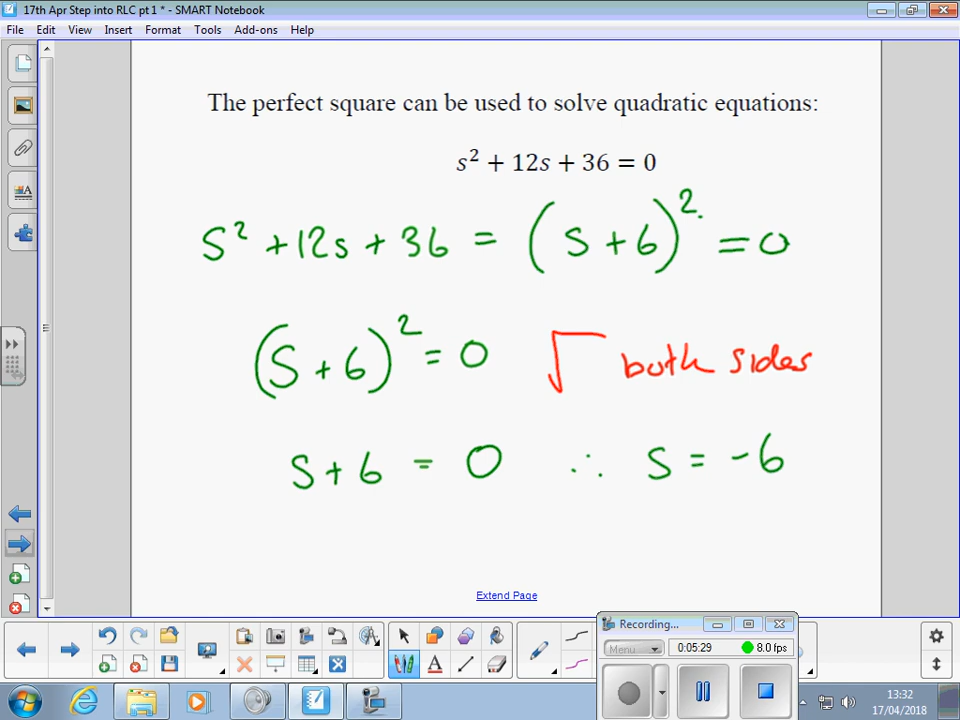 17th Apr Step into RLC pt 1 * - SMART Notebook
File Edit View Insert Format Tools Add-ons Help
The perfect square can be used to solve quadratic equations:
s² + 12s + 36 = 0
s² + 12s + 36 = (s + 6)² = 0
(s + 6)² = 0 √ both sides
s + 6 = 0 ∴ s = -6
Extend Page
Recording...
Menu 0:05:29 8.0 fps
13:32
17/04/2018